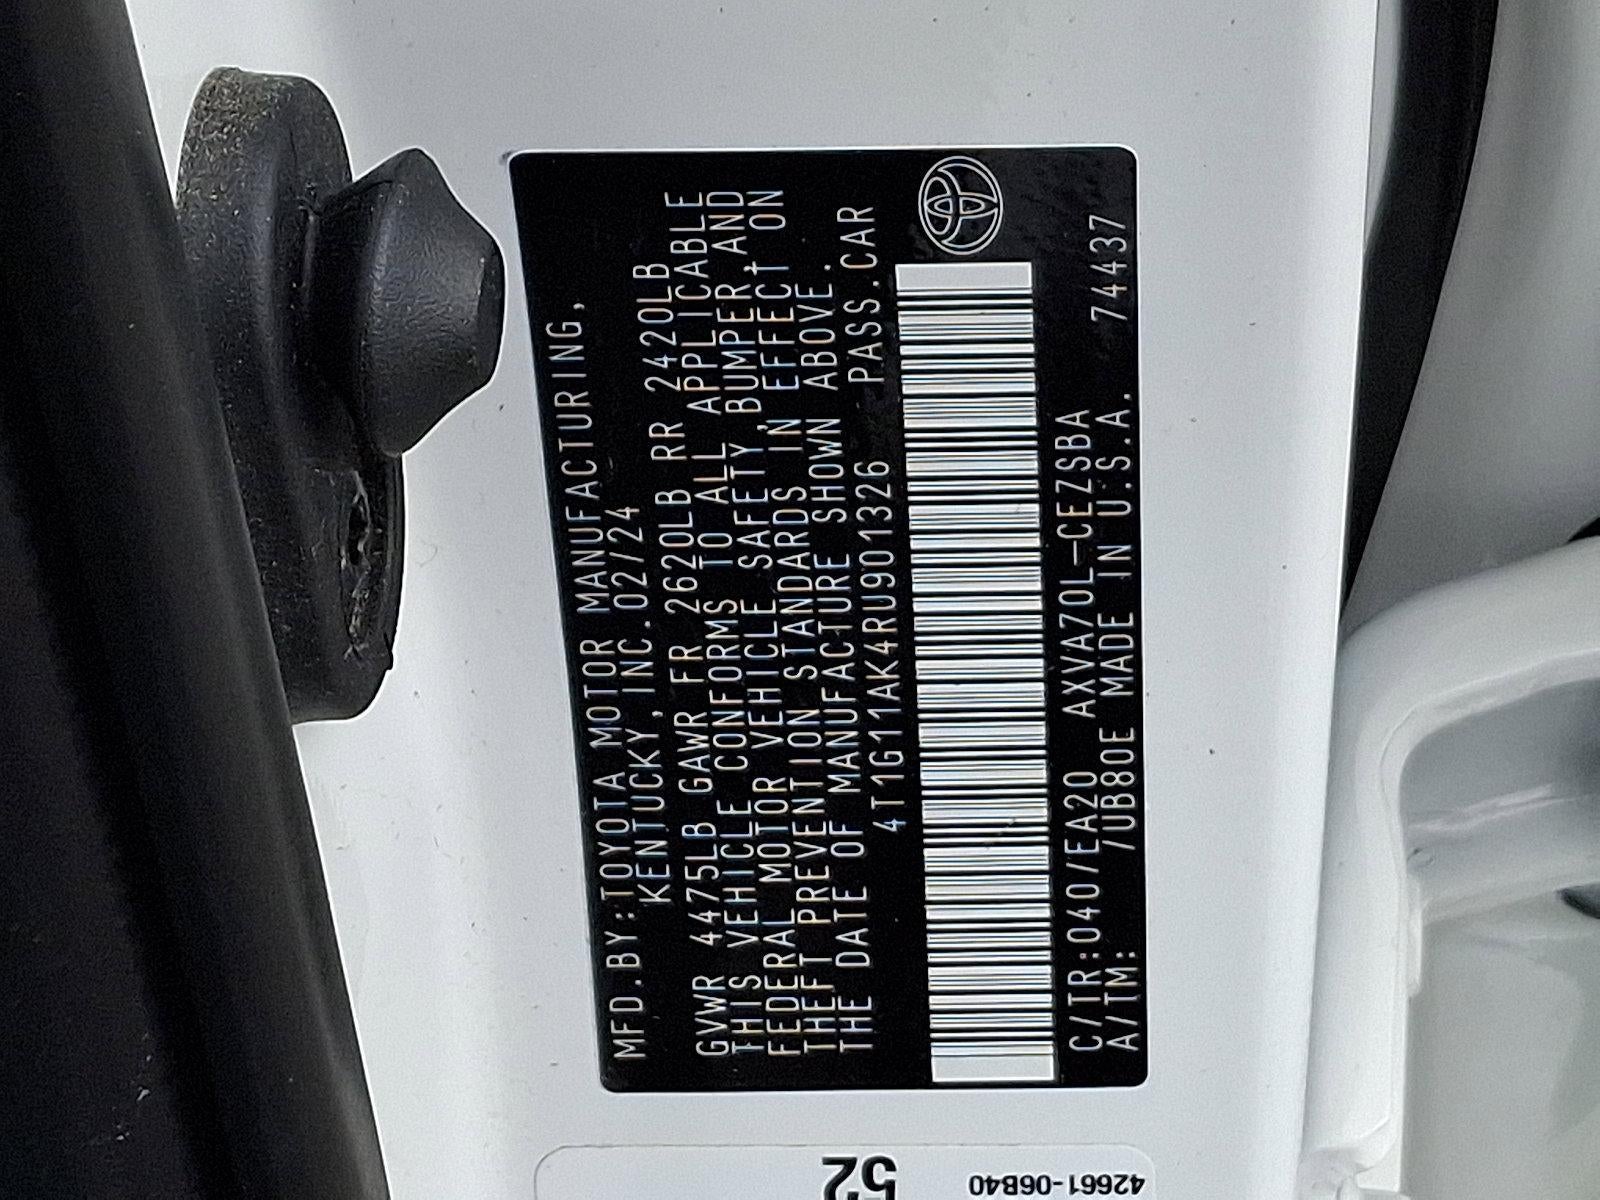 MFD.BY:TOYOTA MOTOR MANUFACTURING,
KENTUCKY, INC. 02/24
GVWR 4475LB GAWR FR 2620LB RR 2420LB
THIS VEHICLE CONFORMS TO ALL APPLICABLE
FEDERAL MOTOR VEHICLE SAFETY, BUMPER, AND
THEFT PREVENTION STANDARDS IN EFFECT ON
THE DATE OF MANUFACTURE SHOWN ABOVE.
4T1G11AK4RU901326 PASS.CAR
C/TR:040/EA20 AXVA70L-CEZSBA
A/TM: /UB80E MADE IN U.S.A. 74437
42661-06B40
52